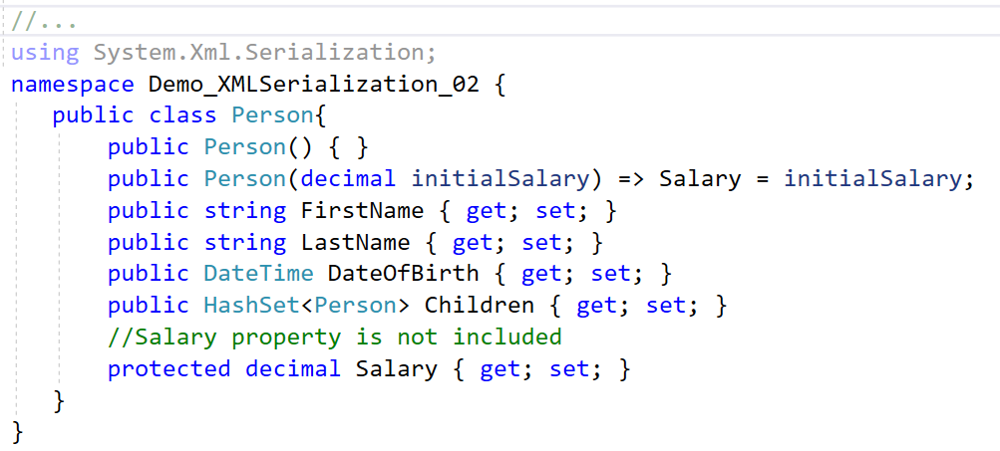 //...
using System.Xml.Serialization;
namespace Demo_XMLSerialization_02 {
public class Person{
public Person() { }
public Person(decimal initialSalary) => Salary = initialSalary;
public string FirstName { get; set; }
public string LastName { get; set; }
public DateTime DateOfBirth { get; set; }
public HashSet<Person> Children { get; set; }
//Salary property is not included
protected decimal Salary { get; set; }
}
}